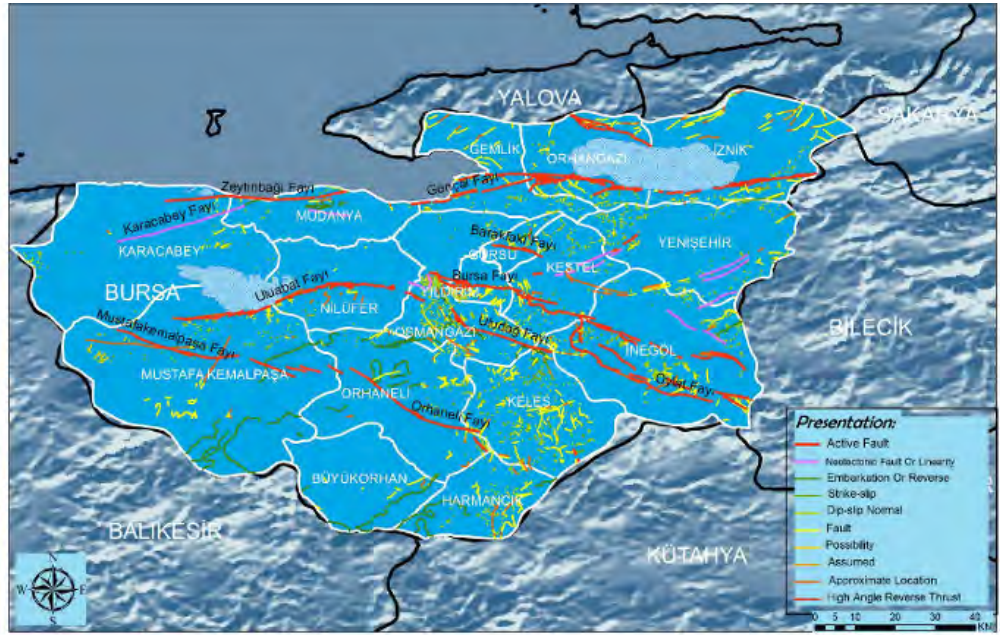 YALOVA
SAKARYA
GEMLİK
ORHANGAZİ
İZNİK
Zeytinbağı Fayı
Gençali Fayı
MUDANYA
Karacabey Fayı
KARACABEY
Barakfakı Fayı
GÜRSU
KESTEL
YENİŞEHİR
BURSA
Uluabat Fayı
Bursa Fayı
YILDIRIM
NİLÜFER
OSMANGAZİ
Uludağ Fayı
BİLECİK
Mustafakemalpaşa Fayı
MUSTAFA KEMALPAŞA
İNEGÖL
Oylat Fayı
ORHANELİ
Orhaneli Fayı
KELES
BÜYÜKORHAN
HARMANCIK
BALIKESİR
KÜTAHYA
Presentation:
Active Fault
Neotectonic Fault Or Linearity
Embarkation Or Reverse
Strike-slip
Dip-slip Normal
Fault
Possibility
Assumed
Approximate Location
High Angle Reverse Thrust
N
W E
S
0 5 10 20 30 40
KM